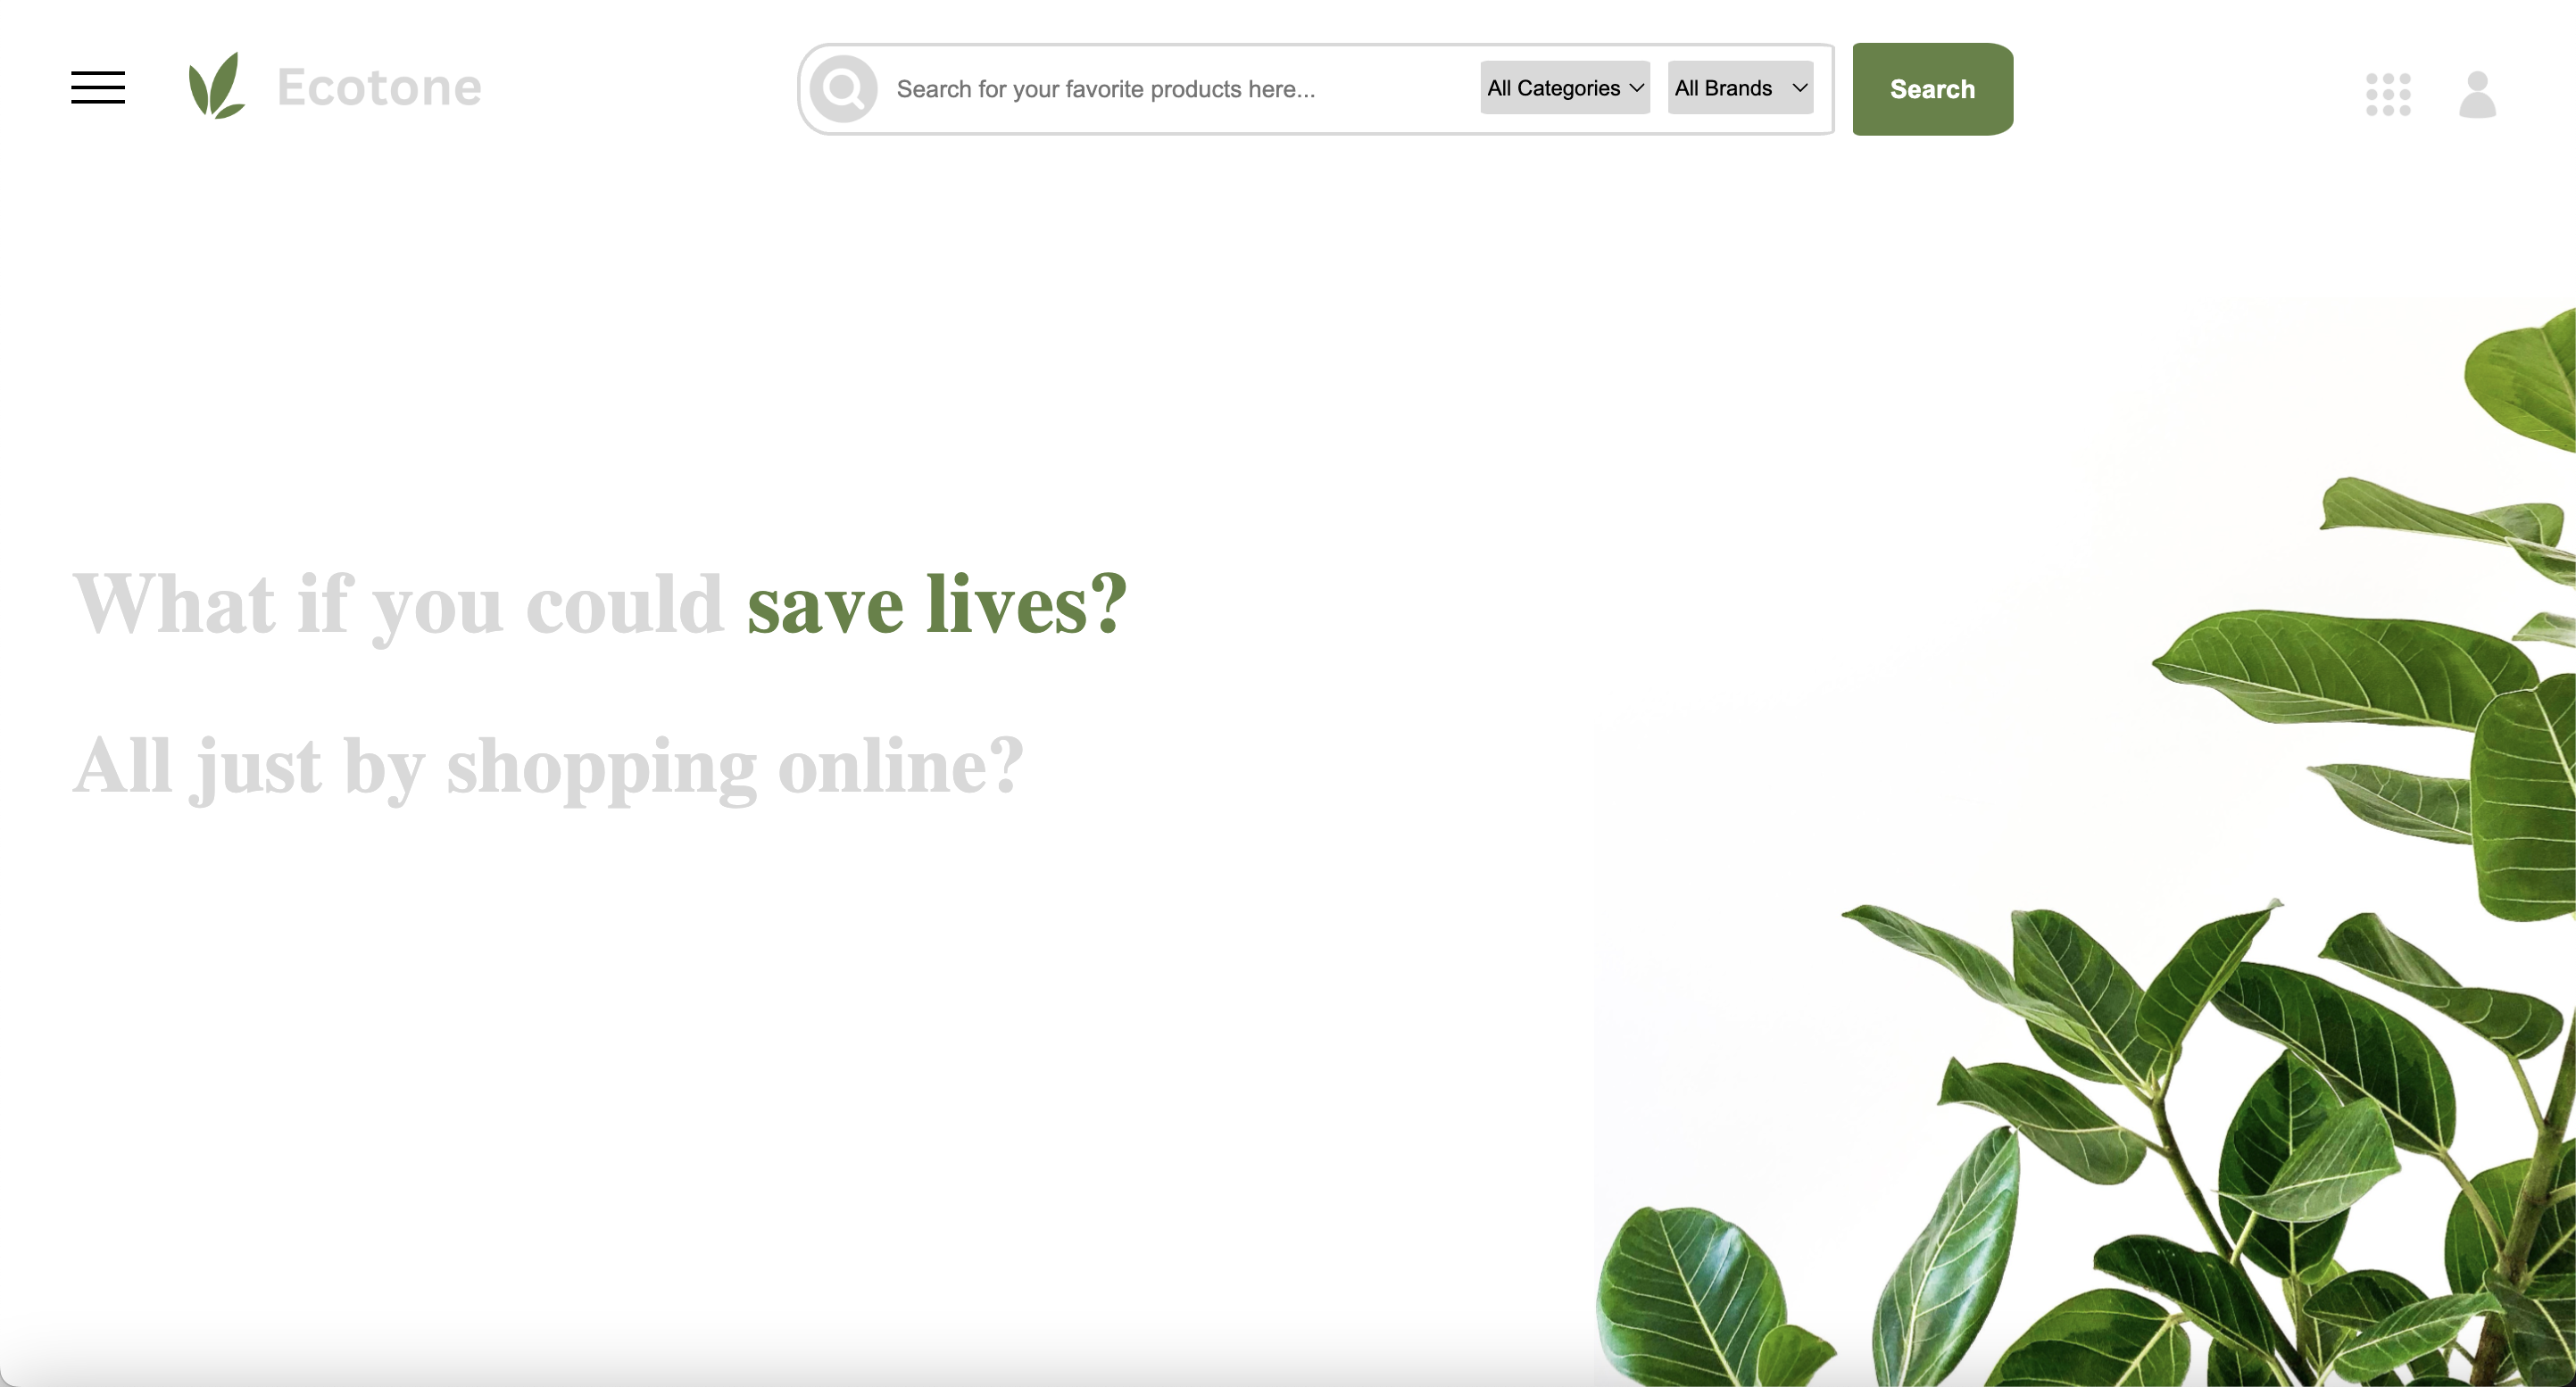 Ecotone
Search for your favorite products here...
All Categories
All Brands
Search
What if you could save lives?
All just by shopping online?